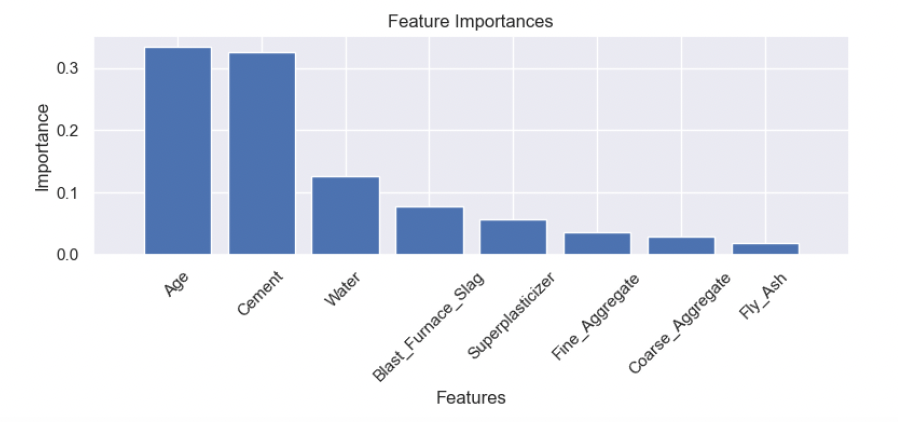 Feature Importances
Importance
0.3
0.2
0.1
0.0
Age
Cement
Water
Blast_Furnace_Slag
Superplasticizer
Fine_Aggregate
Coarse_Aggregate
Fly_Ash
Features